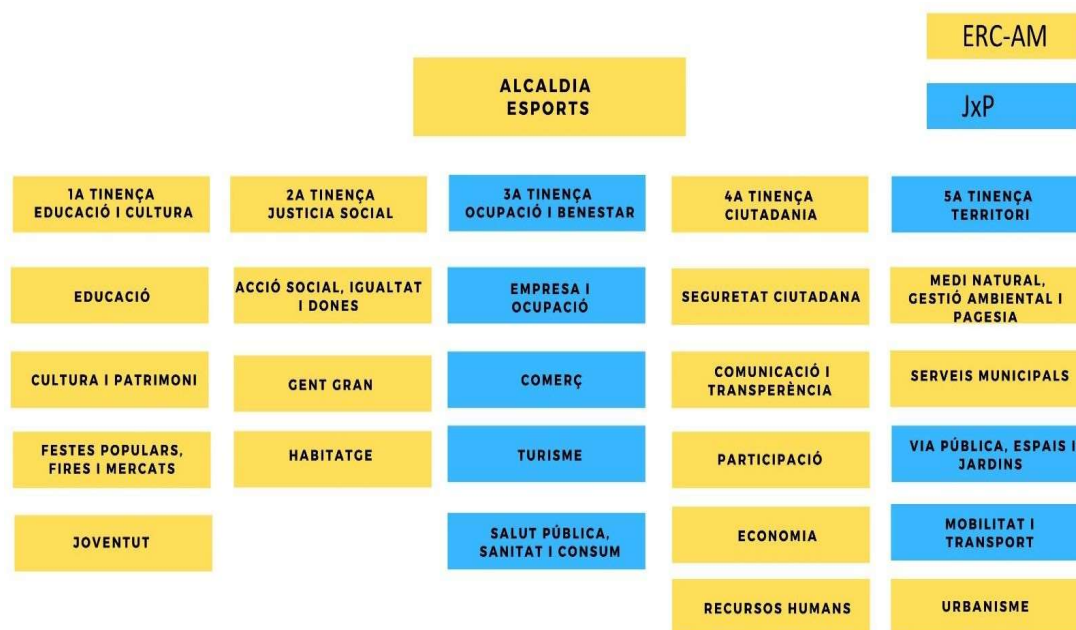 ERC-AM
ALCALDIA
ESPORTS
JxP
1A TINENÇA
EDUCACIÓ I CULTURA
2A TINENÇA
JUSTICIA SOCIAL
3A TINENÇA
OCUPACIÓ I BENESTAR
4A TINENÇA
CIUTADANIA
5A TINENÇA
TERRITORI
EDUCACIÓ
ACCIÓ SOCIAL, IGUALTAT
I DONES
EMPRESA I
OCUPACIÓ
SEGURETAT CIUTADANA
MEDI NATURAL,
GESTIÓ AMBIENTAL I
PAGESIA
CULTURA I PATRIMONI
GENT GRAN
COMERÇ
COMUNICACIÓ I
TRANSPERÈNCIA
SERVEIS MUNICIPALS
FESTES POPULARS,
FIRES I MERCATS
HABITATGE
TURISME
PARTICIPACIÓ
VIA PÚBLICA, ESPAIS I
JARDINS
JOVENTUT
SALUT PÚBLICA,
SANITAT I CONSUM
ECONOMIA
MOBILITAT I
TRANSPORT
RECURSOS HUMANS
URBANISME